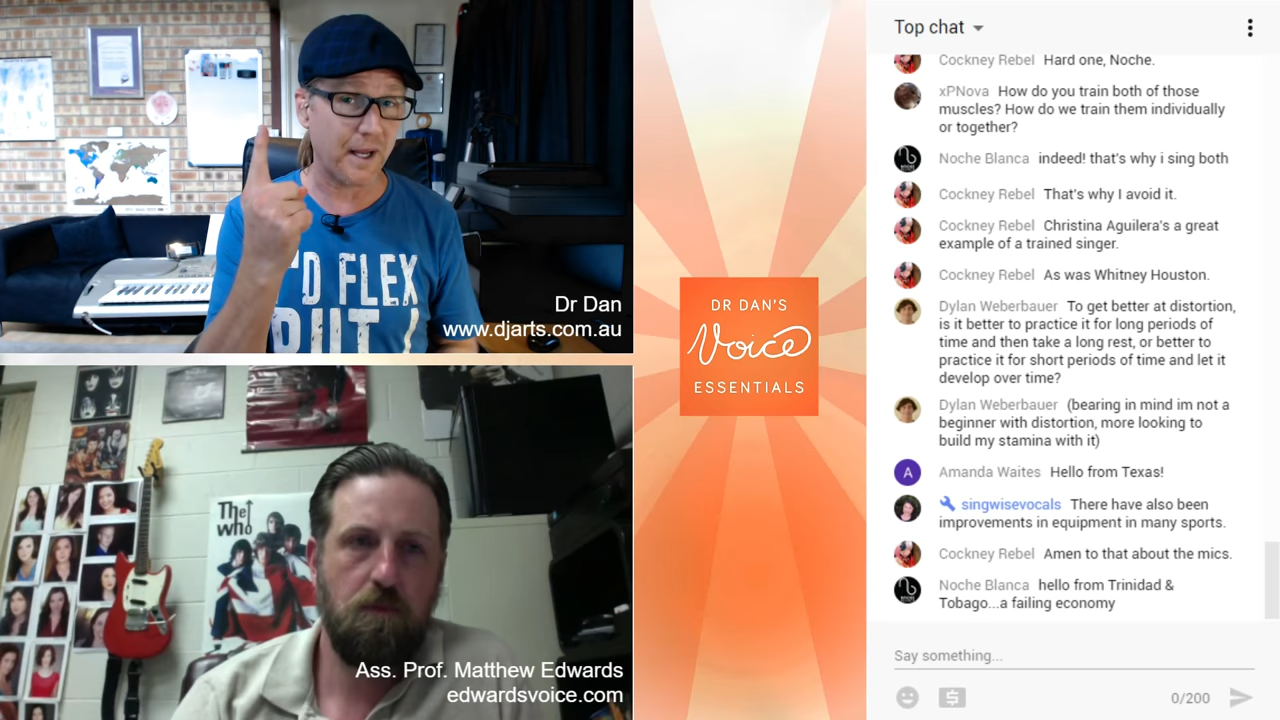 I'D FLEX
BUT I
Dr Dan
www.djarts.com.au
The
who
Ass. Prof. Matthew Edwards
edwardsvoice.com
DR DAN'S
Voice
ESSENTIALS
Top chat
Cockney Rebel Hard one, Noche.
xPNova How do you train both of those
muscles? How do we train them individually
or together?
Noche Blanca indeed! that's why i sing both
Cockney Rebel That's why I avoid it.
Cockney Rebel Christina Aguilera's a great
example of a trained singer.
Cockney Rebel As was Whitney Houston.
Dylan Weberbauer To get better at distortion,
is it better to practice it for long periods of
time and then take a long rest, or better to
practice it for short periods of time and let it
develop over time?
Dylan Weberbauer (bearing in mind im not a
beginner with distortion, more looking to
build my stamina with it)
A
Amanda Waites Hello from Texas!
singwisevocals There have also been
improvements in equipment in many sports.
Cockney Rebel Amen to that about the mics.
Noche Blanca hello from Trinidad &
Tobago...a failing economy
Say something...
0/200